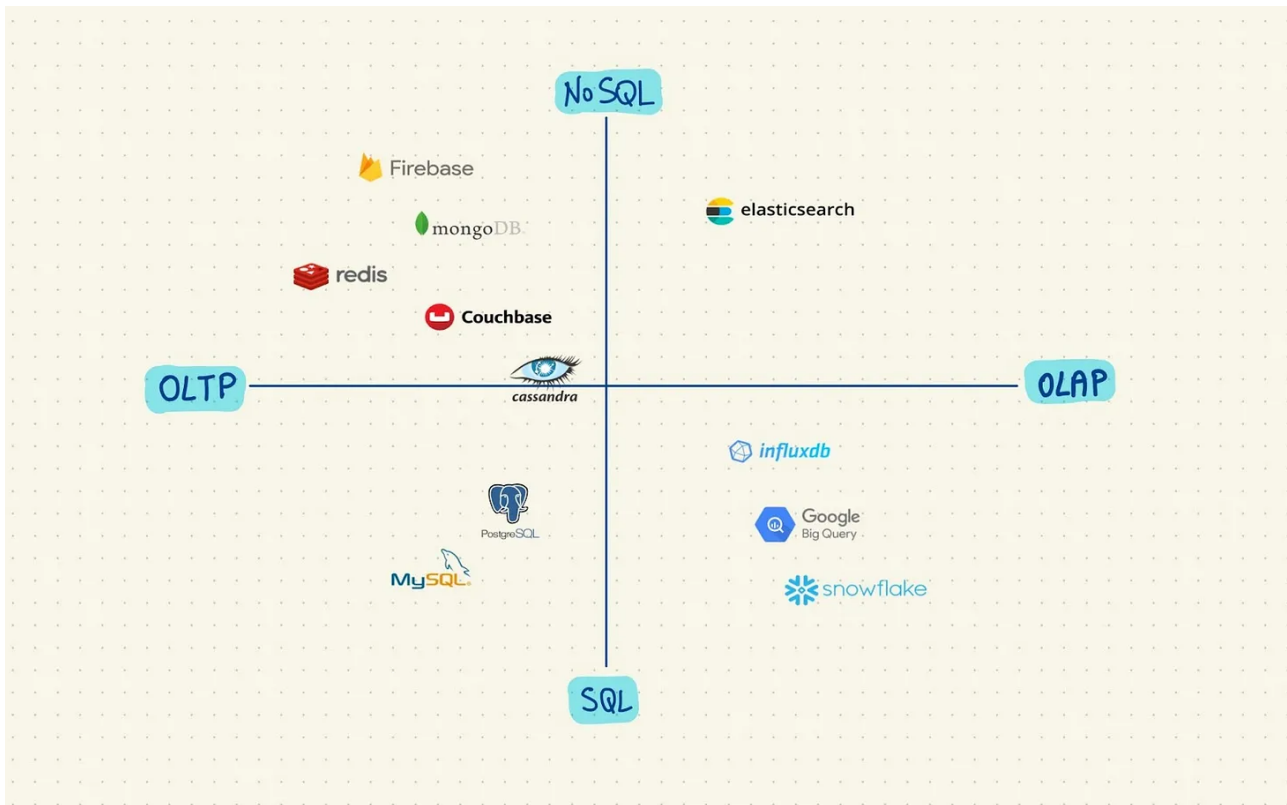 NoSQL
Firebase
elasticsearch
mongoDB
redis
Couchbase
cassandra
OLTP
OLAP
influxdb
PostgreSQL
Google
Big Query
MySQL
snowflake
SQL